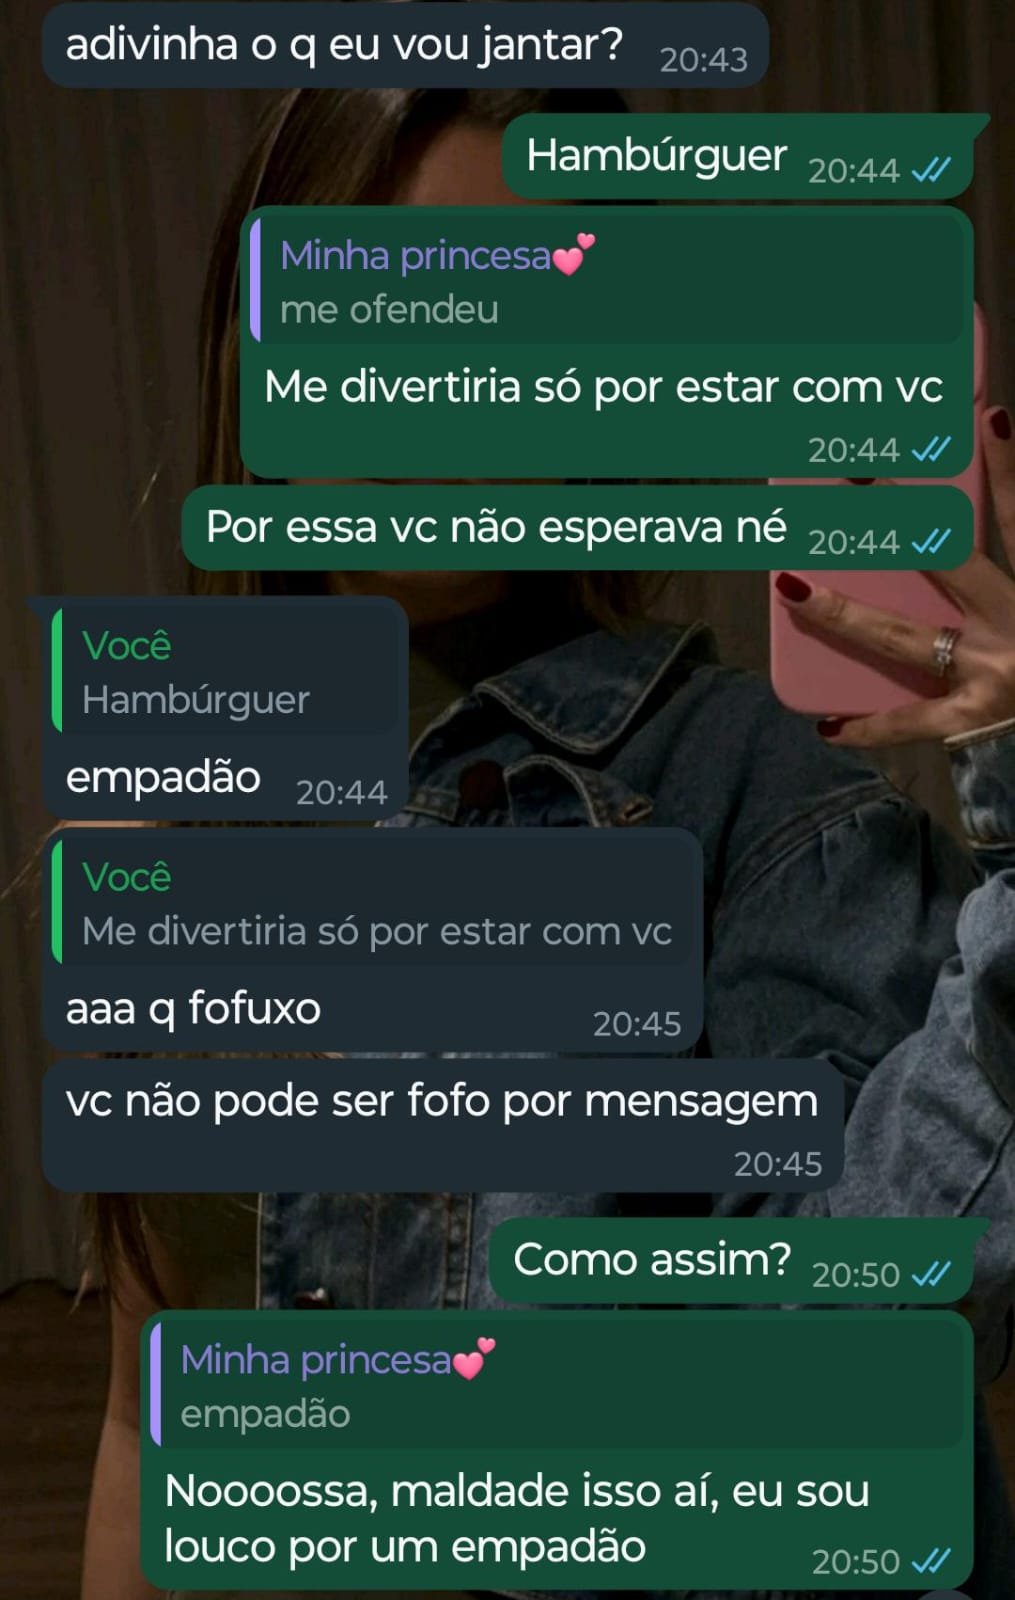 adivinha o q eu vou jantar? 20:43
Hambúrguer 20:44
Minha princesa💕
me ofendeu
Me divertiria só por estar com vc
20:44
Por essa vc não esperava né 20:44
Você
Hambúrguer
empadão 20:44
Você
Me divertiria só por estar com vc
aaa q fofuxo 20:45
vc não pode ser fofo por mensagem
20:45
Como assim? 20:50
Minha princesa💕
empadão
Noooossa, maldade isso aí, eu sou
louco por um empadão 20:50